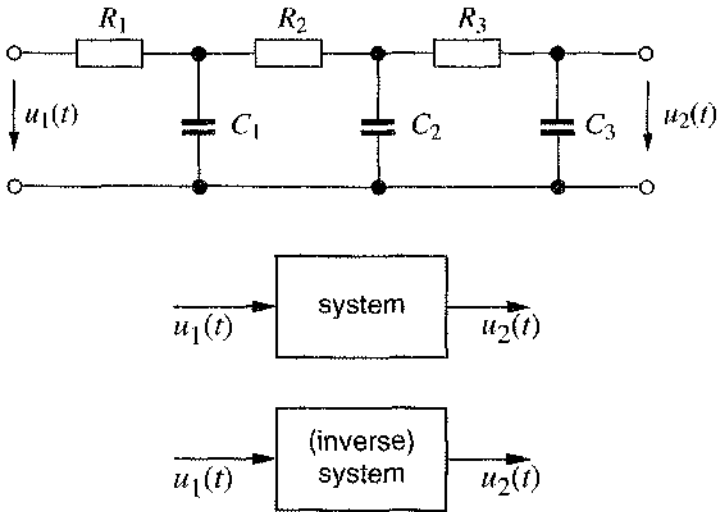 R1 R2 R3
u1(t) C1 C2 C3 u2(t)
system
u1(t) u2(t)
(inverse)
system
u1(t) u2(t)